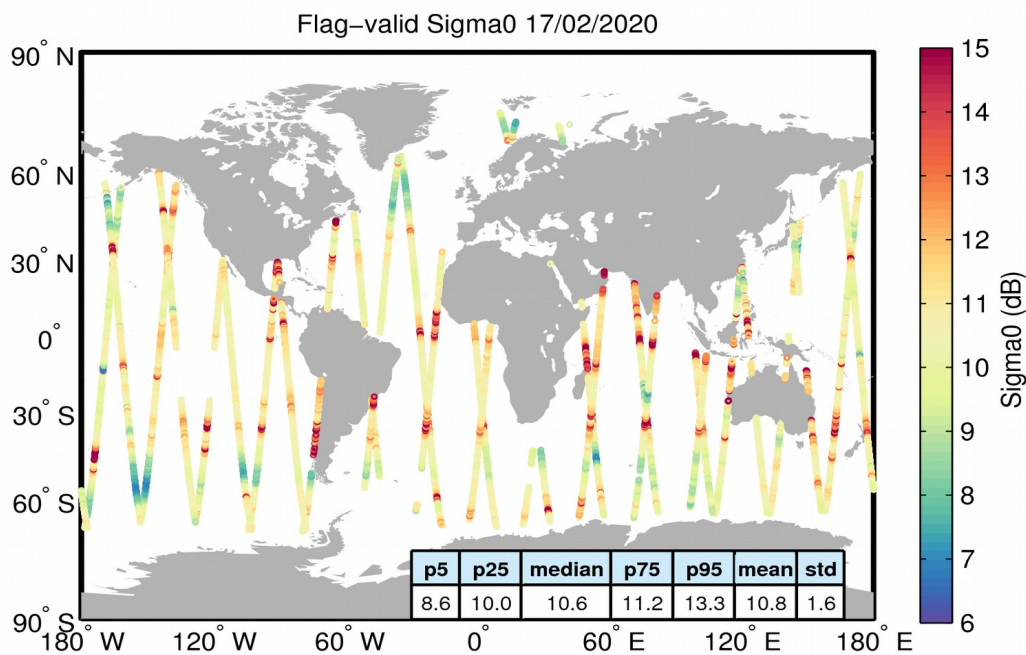 Flag−valid Sigma0 17/02/2020
90° N
60° N
30° N
0°
30° S
60° S
90° S
180° W
120° W
60° W
0°
60° E
120° E
180° E
p5 p25 median p75 p95 mean std
8.6 10.0 10.6 11.2 13.3 10.8 1.6
15
14
13
12
11
10
9
8
7
6
Sigma0 (dB)